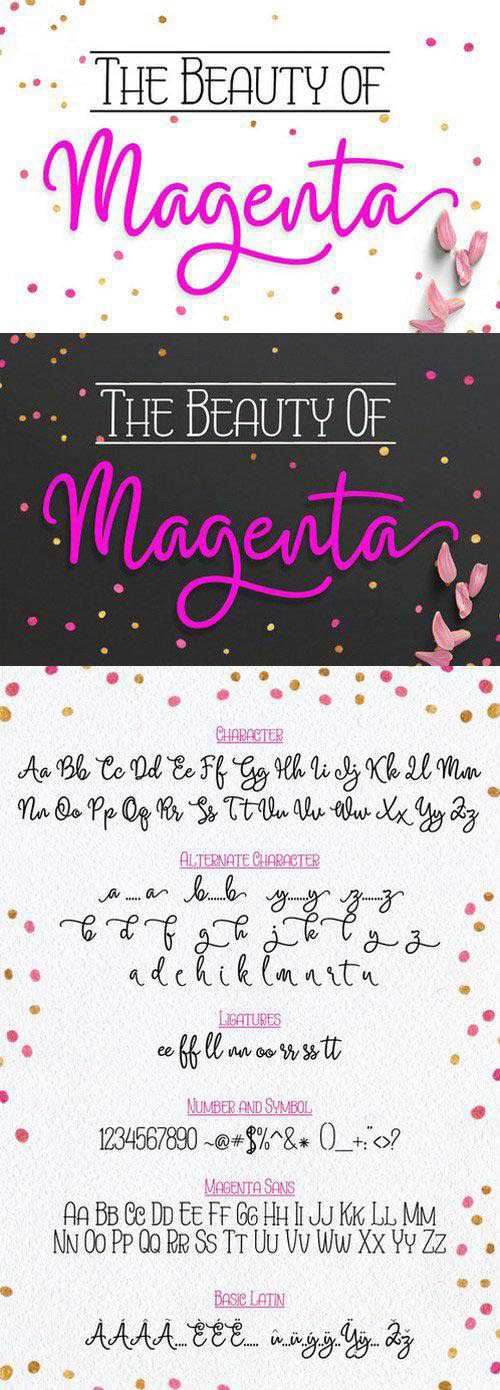 The Beauty of
Magenta
The Beauty Of
Magenta
Character
Aa Bb Cc Dd Ee Ff Gg Hh Ii Jj Kk Ll Mm
Nn Oo Pp Qq Rr Ss Tt Uu Vv Ww Xx Yy Zz
Alternate Character
a ..... a b......b y......y z......z
b d f g h j k l y z
a d e h i k l m n r t u
Ligatures
ee ff ll nn oo rr ss tt
Number and Symbol
1234567890 ~@#$%^&* ()_+:¨<>?
Magenta Sans
Aa Bb Cc Dd Ee Ff Gg Hh Ii Jj Kk Ll Mm
Nn Oo Pp Qq Rr Ss Tt Uu Vv Ww Xx Yy Zz
Basic Latin